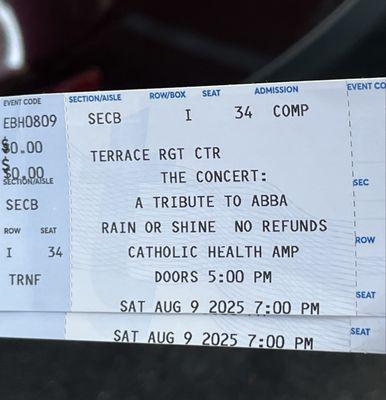 EVENT CODE
EBH0809
$0.00
$0.00
SECTION/AISLE
SECB
ROW SEAT
I 34
TRNF
SECTION/AISLE ROW/BOX SEAT ADMISSION
SECB I 34 COMP
TERRACE RGT CTR
THE CONCERT:
A TRIBUTE TO ABBA
RAIN OR SHINE NO REFUNDS
CATHOLIC HEALTH AMP
DOORS 5:00 PM
SAT AUG 9 2025 7:00 PM
SAT AUG 9 2025 7:00 PM
EVENT CO
SEC
ROW
SEAT
SEAT